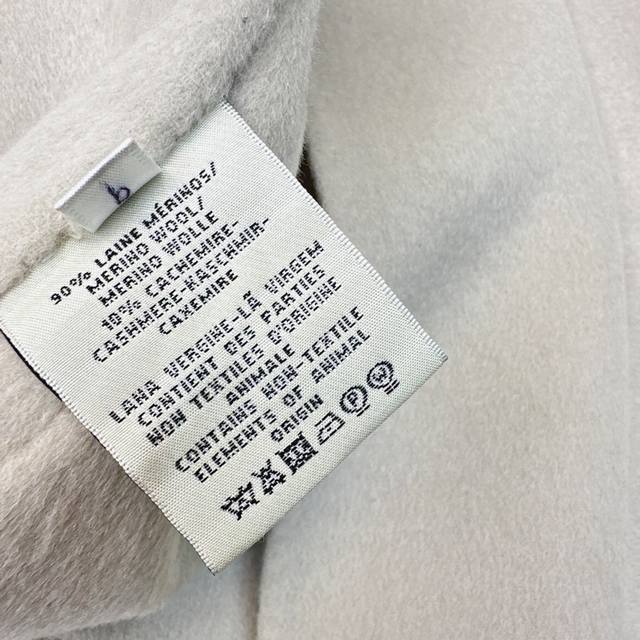 b
90% LAINE MÉRINOS/
MERINO WOOL/
MERINO WOLLE
10% CACHEMIRE-
CASHMERE-KASCHMIR-
CAXEMIRE
LANA VERGINE-LÃ VIRGEM
CONTIENT DES PARTIES
NON TEXTILES D'ORIGINE
ANIMALE
CONTAINS NON-TEXTILE
ELEMENTS OF ANIMAL
ORIGIN
P W